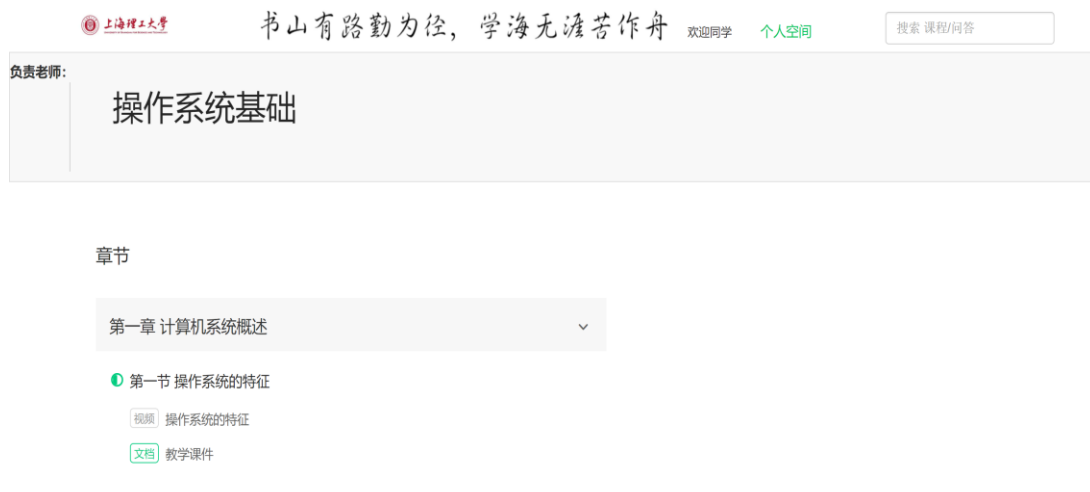 上海理工大学
书山有路勤为径，学海无涯苦作舟 欢迎同学 个人空间 搜索 课程/问答
负责老师：
操作系统基础
章节
第一章 计算机系统概述
第一节 操作系统的特征
视频 操作系统的特征
文档 教学课件